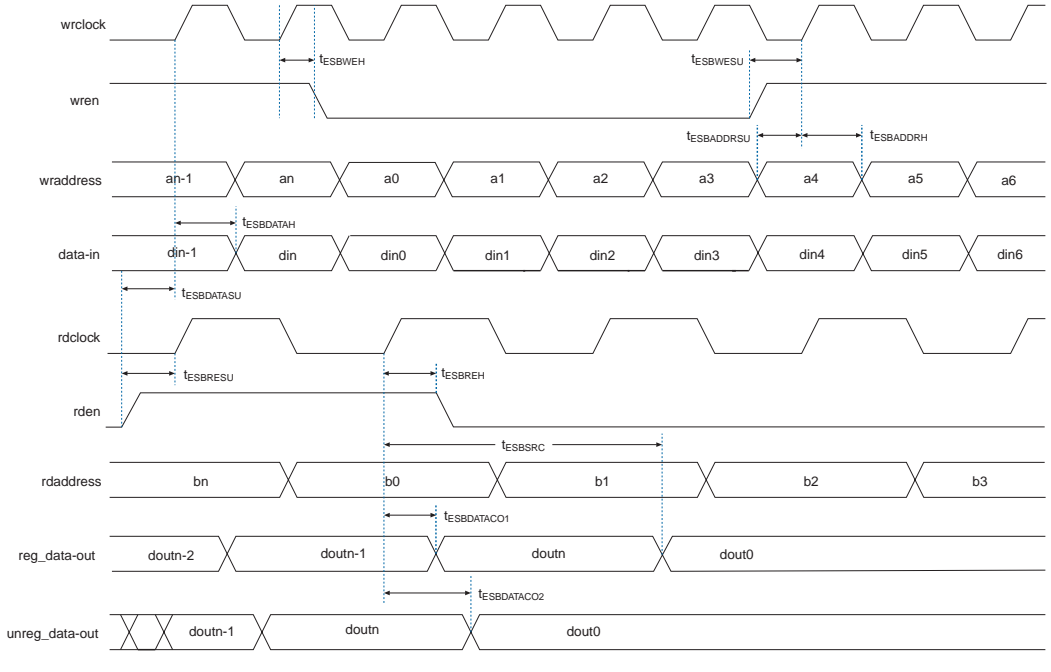 wrclock
tESBWEH tESBWESU
wren
tESBADDRSU tESBADDRH
wraddress an-1 an a0 a1 a2 a3 a4 a5 a6
tESBDATAH
data-in din-1 din din0 din1 din2 din3 din4 din5 din6
tESBDATASU
rdclock
tESBRESU tESBREH
rden
tESBSRC
rdaddress bn b0 b1 b2 b3
tESBDATACO1
reg_data-out doutn-2 doutn-1 doutn dout0
tESBDATACO2
unreg_data-out doutn-1 doutn dout0